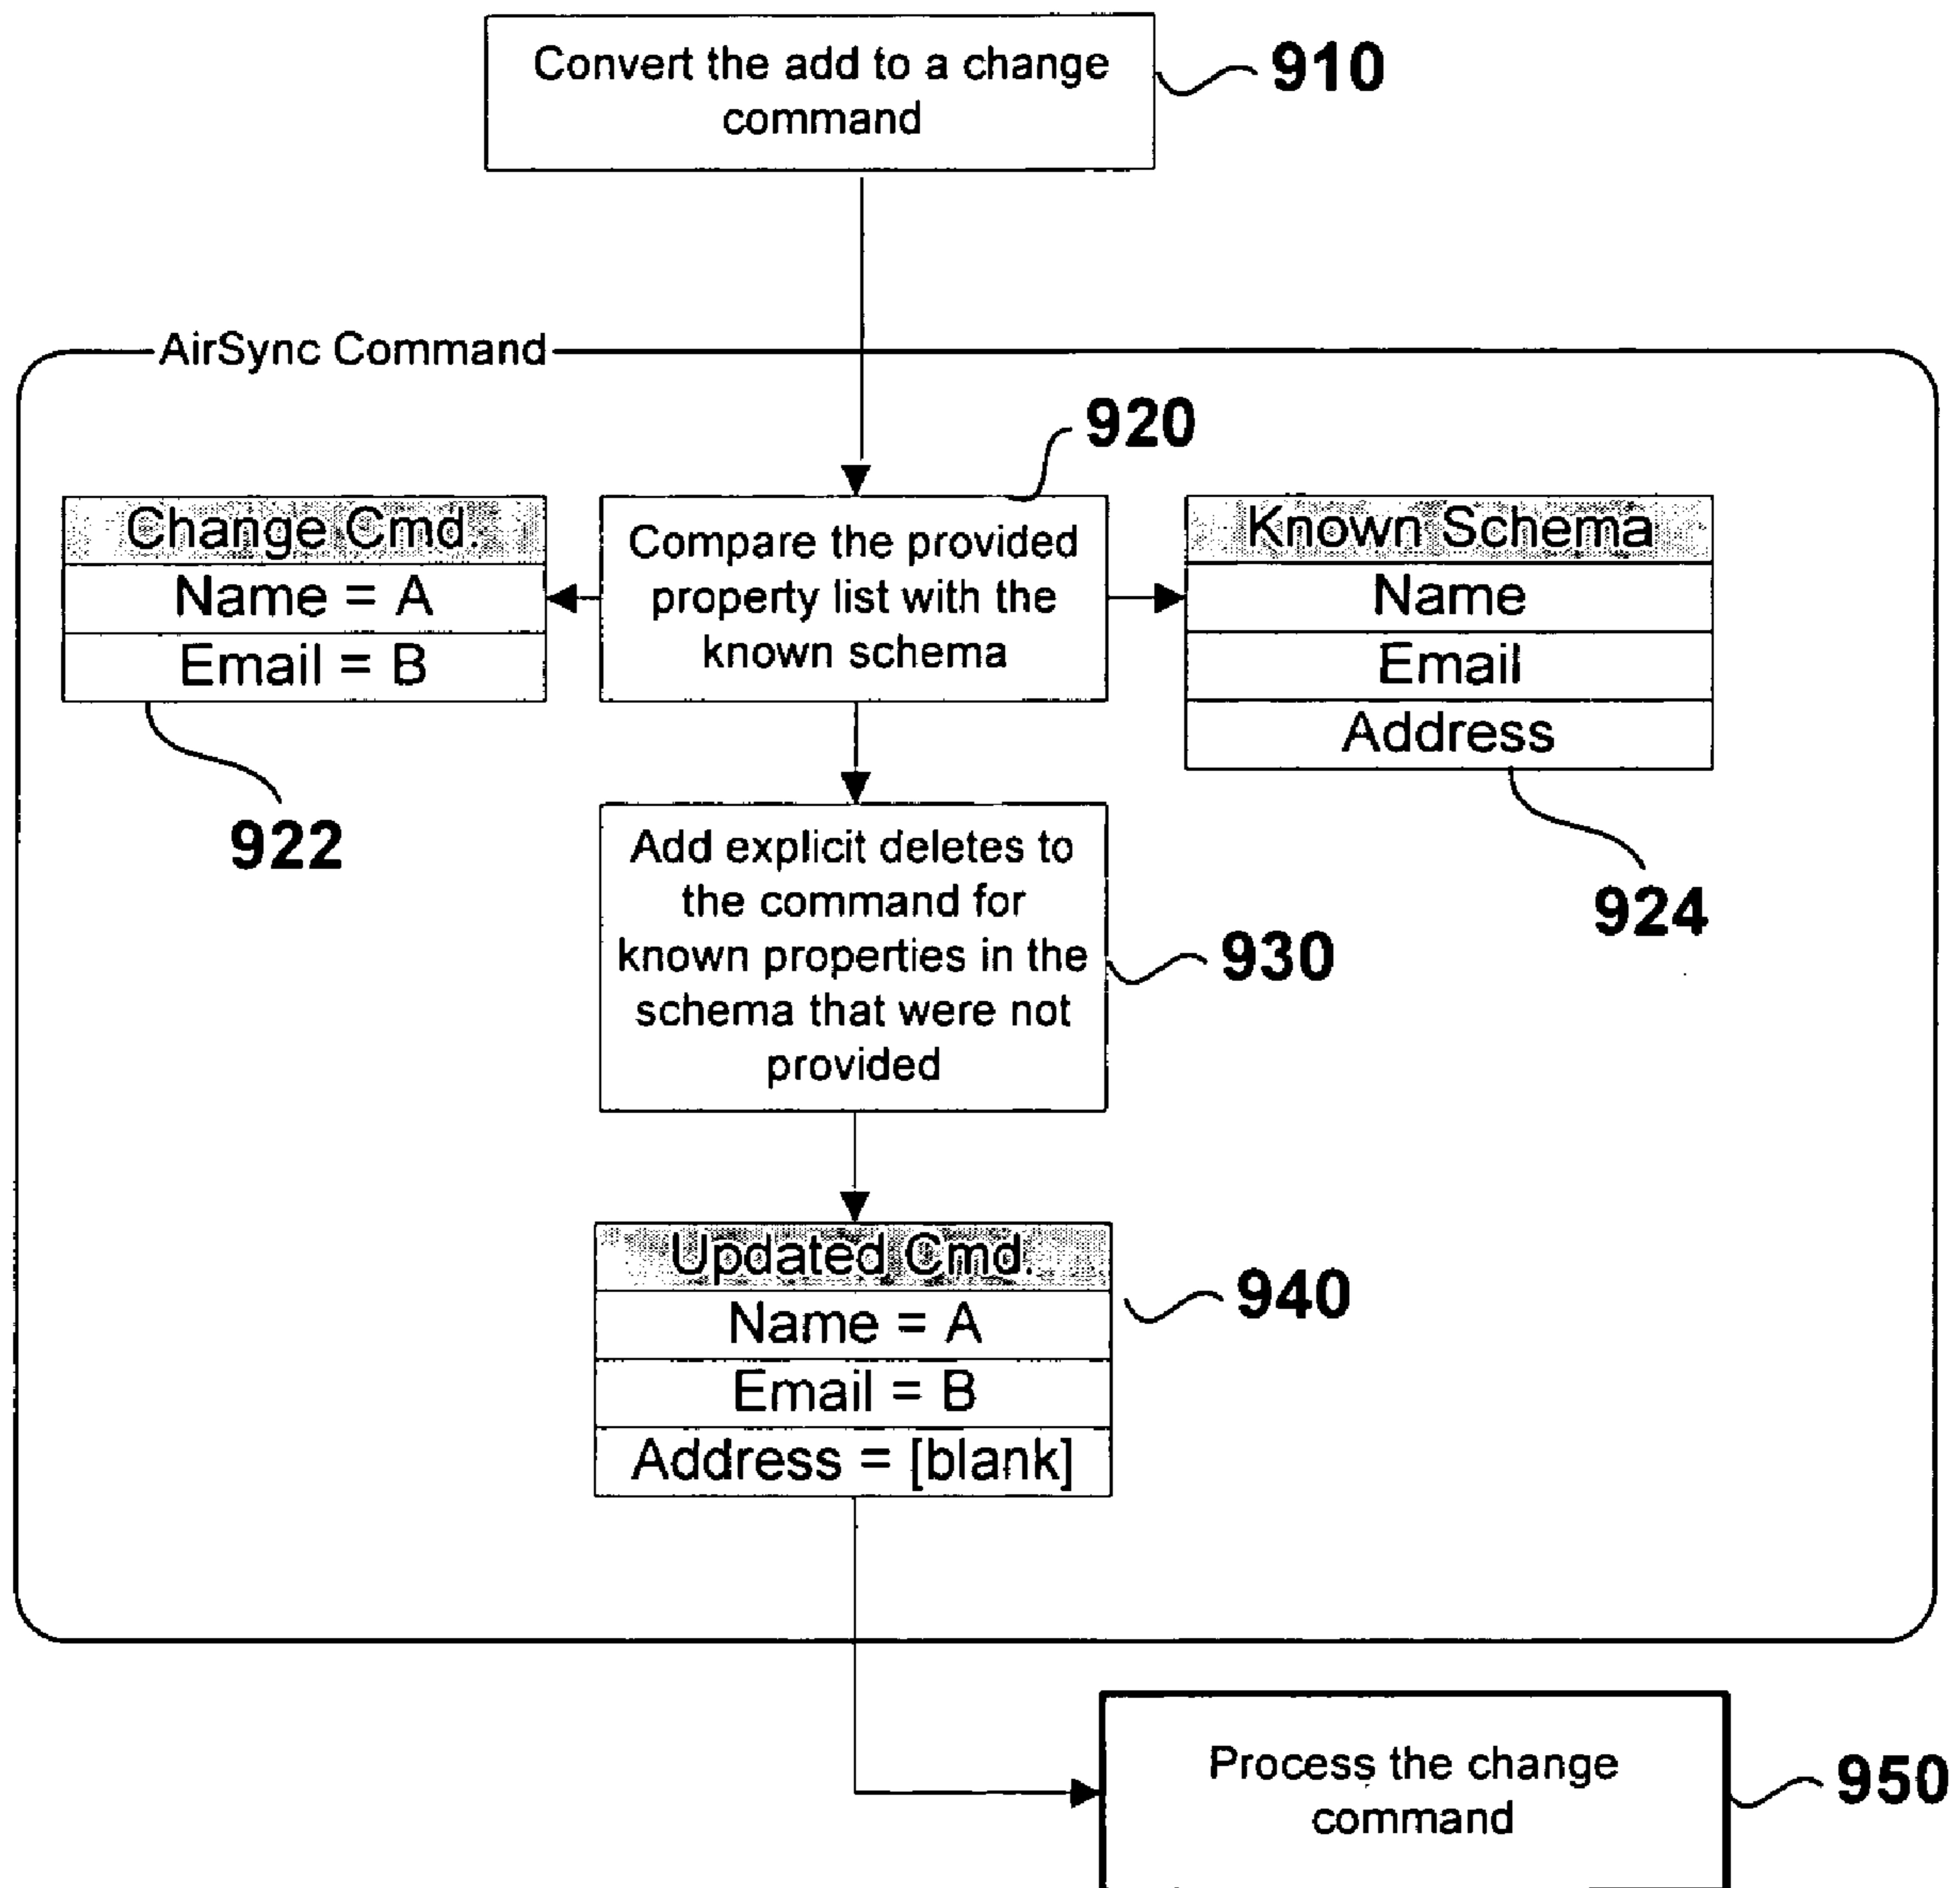 Convert the add to a change
command
910
AirSync Command
920
Change Cmd.
Name = A
Email = B
922
Compare the provided
property list with the
known schema
Known Schema
Name
Email
Address
924
Add explicit deletes to
the command for
known properties in the
schema that were not
provided
930
Updated Cmd.
Name = A
Email = B
Address = [blank]
940
Process the change
command
950